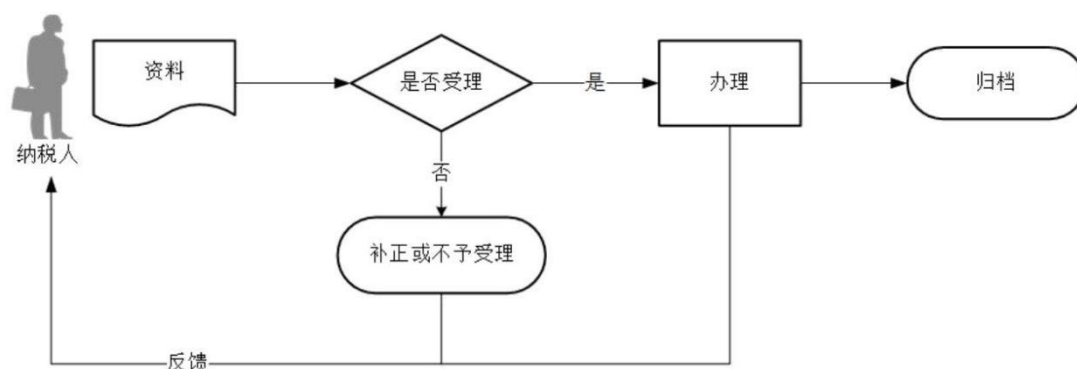 资料
是否受理
是
办理
归档
纳税人
否
补正或不予受理
反馈